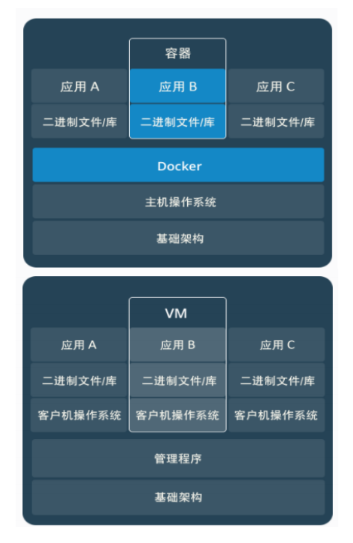 容器
应用 A 应用 B 应用 C
二进制文件/库 二进制文件/库 二进制文件/库
Docker
主机操作系统
基础架构
VM
应用 A 应用 B 应用 C
二进制文件/库 二进制文件/库 二进制文件/库
客户机操作系统 客户机操作系统 客户机操作系统
管理程序
基础架构